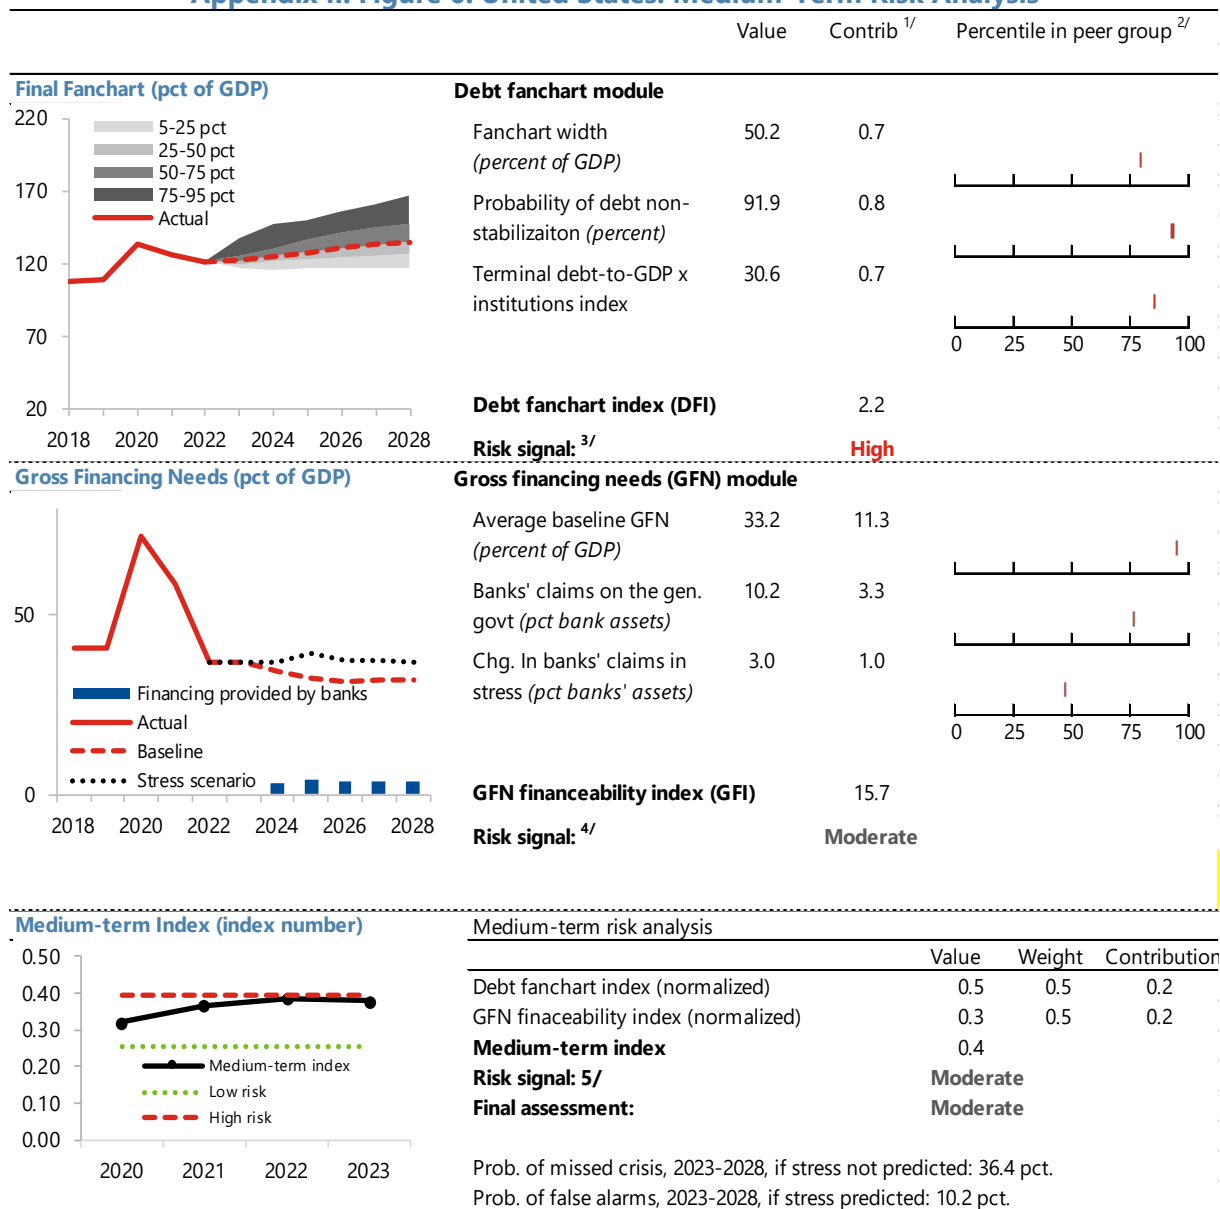 Appendix II. Figure 6. United States: Medium-Term Risk Analysis
Value Contrib 1/ Percentile in peer group 2/
Final Fanchart (pct of GDP)
220
170
120
70
20
5-25 pct
25-50 pct
50-75 pct
75-95 pct
Actual
2018 2020 2022 2024 2026 2028
Debt fanchart module
Fanchart width 50.2 0.7
(percent of GDP)
Probability of debt non- 91.9 0.8
stabilizaiton (percent)
Terminal debt-to-GDP x 30.6 0.7
institutions index
0 25 50 75 100
Debt fanchart index (DFI) 2.2
Risk signal: 3/ High
Gross Financing Needs (pct of GDP)
50
0
Financing provided by banks
Actual
Baseline
Stress scenario
2018 2020 2022 2024 2026 2028
Gross financing needs (GFN) module
Average baseline GFN 33.2 11.3
(percent of GDP)
Banks' claims on the gen. 10.2 3.3
govt (pct bank assets)
Chg. In banks' claims in 3.0 1.0
stress (pct banks' assets)
0 25 50 75 100
GFN financeability index (GFI) 15.7
Risk signal: 4/ Moderate
Medium-term Index (index number)
0.50
0.40
0.30
0.20
0.10
0.00
Medium-term index
Low risk
High risk
2020 2021 2022 2023
Medium-term risk analysis
Value Weight Contribution
Debt fanchart index (normalized) 0.5 0.5 0.2
GFN finaceability index (normalized) 0.3 0.5 0.2
Medium-term index 0.4
Risk signal: 5/ Moderate
Final assessment: Moderate
Prob. of missed crisis, 2023-2028, if stress not predicted: 36.4 pct.
Prob. of false alarms, 2023-2028, if stress predicted: 10.2 pct.